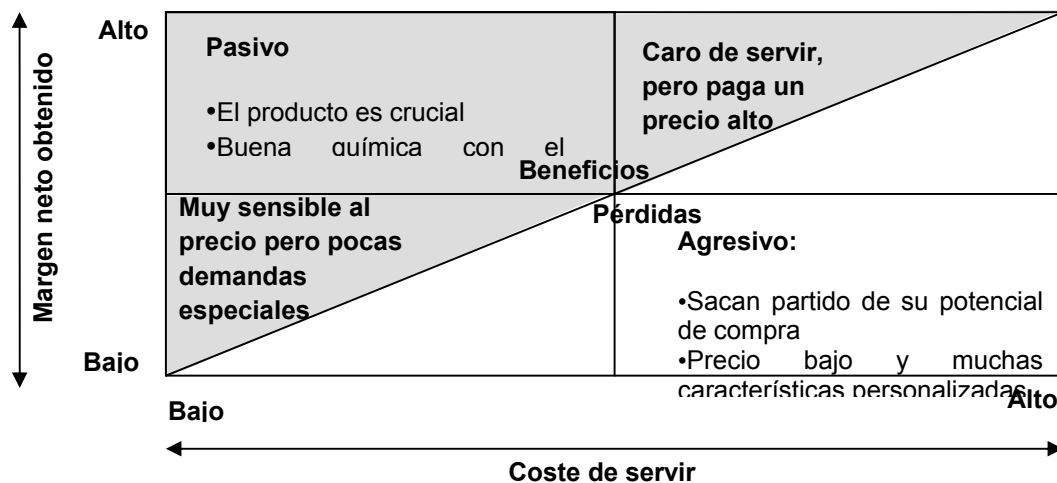 Margen neto obtenido
Alto
Pasivo
•El producto es crucial
•Buena química con el
Caro de servir,
pero paga un
precio alto
Beneficios
Pérdidas
Muy sensible al
precio pero pocas
demandas
especiales
Agresivo:
•Sacan partido de su potencial
de compra
•Precio bajo y muchas
características personalizadas
Bajo
Bajo
Alto
Coste de servir